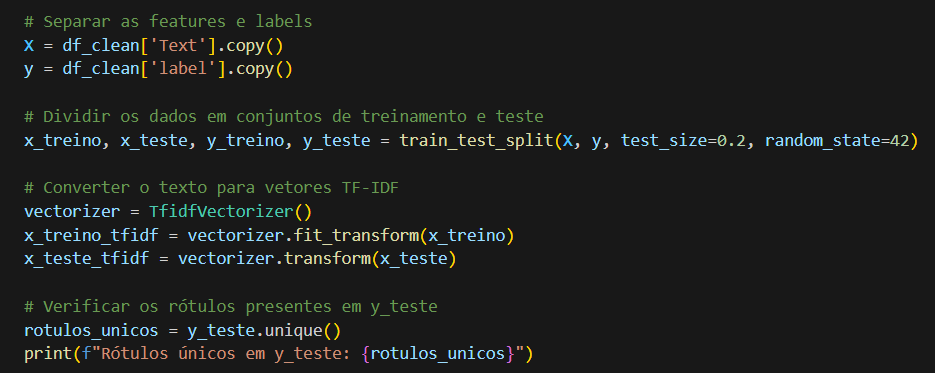 # Separar as features e labels
X = df_clean['Text'].copy()
y = df_clean['label'].copy()
# Dividir os dados em conjuntos de treinamento e teste
x_treino, x_teste, y_treino, y_teste = train_test_split(X, y, test_size=0.2, random_state=42)
# Converter o texto para vetores TF-IDF
vectorizer = TfidfVectorizer()
x_treino_tfidf = vectorizer.fit_transform(x_treino)
x_teste_tfidf = vectorizer.transform(x_teste)
# Verificar os rótulos presentes em y_teste
rotulos_unicos = y_teste.unique()
print(f"Rótulos únicos em y_teste: {rotulos_unicos}")